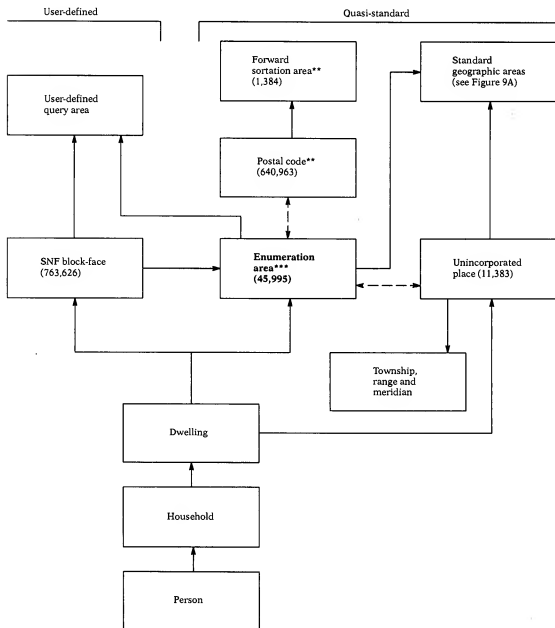 User-defined
Quasi-standard
Forward
sortation area**
(1,384)
Standard
geographic areas
(see Figure 9A)
User-defined
query area
Postal code**
(640,963)
SNF block-face
(763,626)
Enumeration
area***
(45,995)
Unincorporated
place (11,383)
Township,
range and
meridian
Dwelling
Household
Person